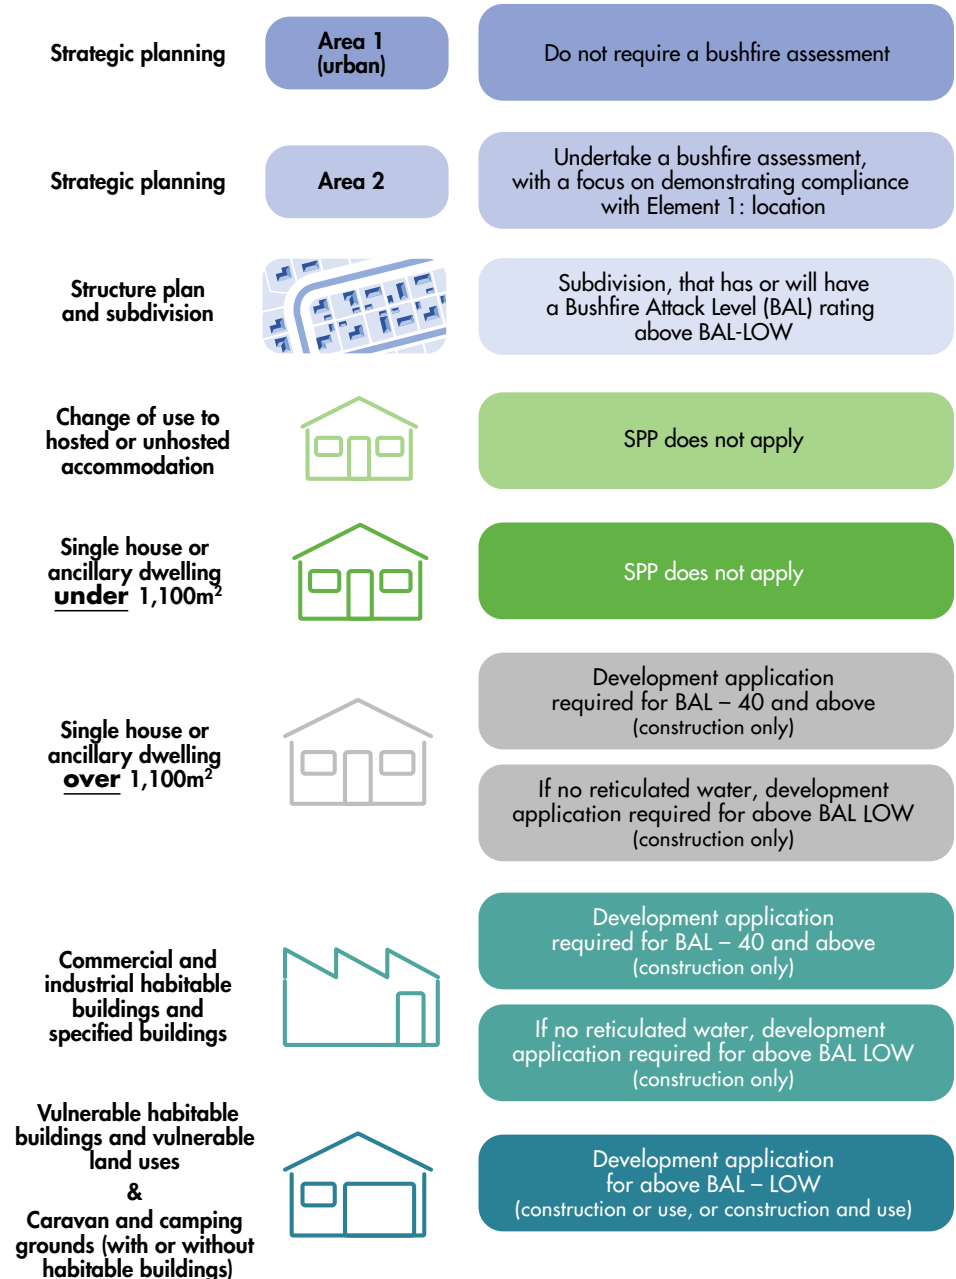 Strategic planning
Area 1
(urban)
Do not require a bushfire assessment
Strategic planning
Area 2
Undertake a bushfire assessment,
with a focus on demonstrating compliance
with Element 1: location
Structure plan
and subdivision
Subdivision, that has or will have
a Bushfire Attack Level (BAL) rating
above BAL-LOW
Change of use to
hosted or unhosted
accommodation
SPP does not apply
Single house or
ancillary dwelling
under 1,100m²
SPP does not apply
Single house or
ancillary dwelling
over 1,100m²
Development application
required for BAL – 40 and above
(construction only)
If no reticulated water, development
application required for above BAL LOW
(construction only)
Commercial and
industrial habitable
buildings and
specified buildings
Development application
required for BAL – 40 and above
(construction only)
If no reticulated water, development
application required for above BAL LOW
(construction only)
Vulnerable habitable
buildings and vulnerable
land uses
&
Caravan and camping
grounds (with or without
habitable buildings)
Development application
for above BAL – LOW
(construction or use, or construction and use)